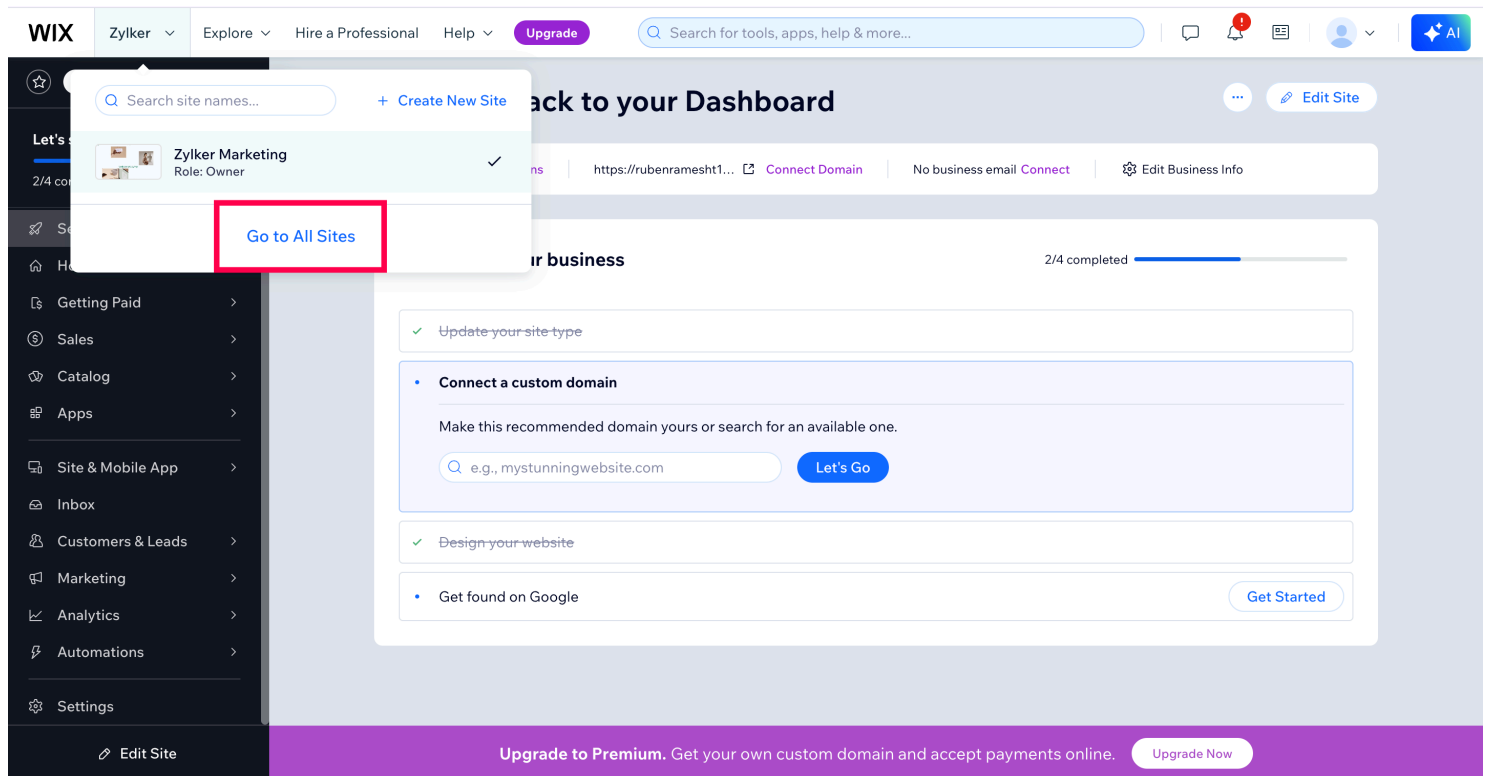 WIX Zylker Explore Hire a Professional Help Upgrade Search for tools, apps, help & more... AI
Search site names... + Create New Site
to your Dashboard
... Edit Site
Let's
Zylker Marketing
Role: Owner
https://rubenramesht1... Connect Domain No business email Connect Edit Business Info
2/4
Go to All Sites
business
2/4 completed
Getting Paid
Sales
Catalog
Apps
Site & Mobile App
Inbox
Customers & Leads
Marketing
Analytics
Automations
Settings
Edit Site
Update your site type
Connect a custom domain
Make this recommended domain yours or search for an available one.
e.g., mystunningwebsite.com Let's Go
Design your website
Get found on Google Get Started
Upgrade to Premium. Get your own custom domain and accept payments online. Upgrade Now